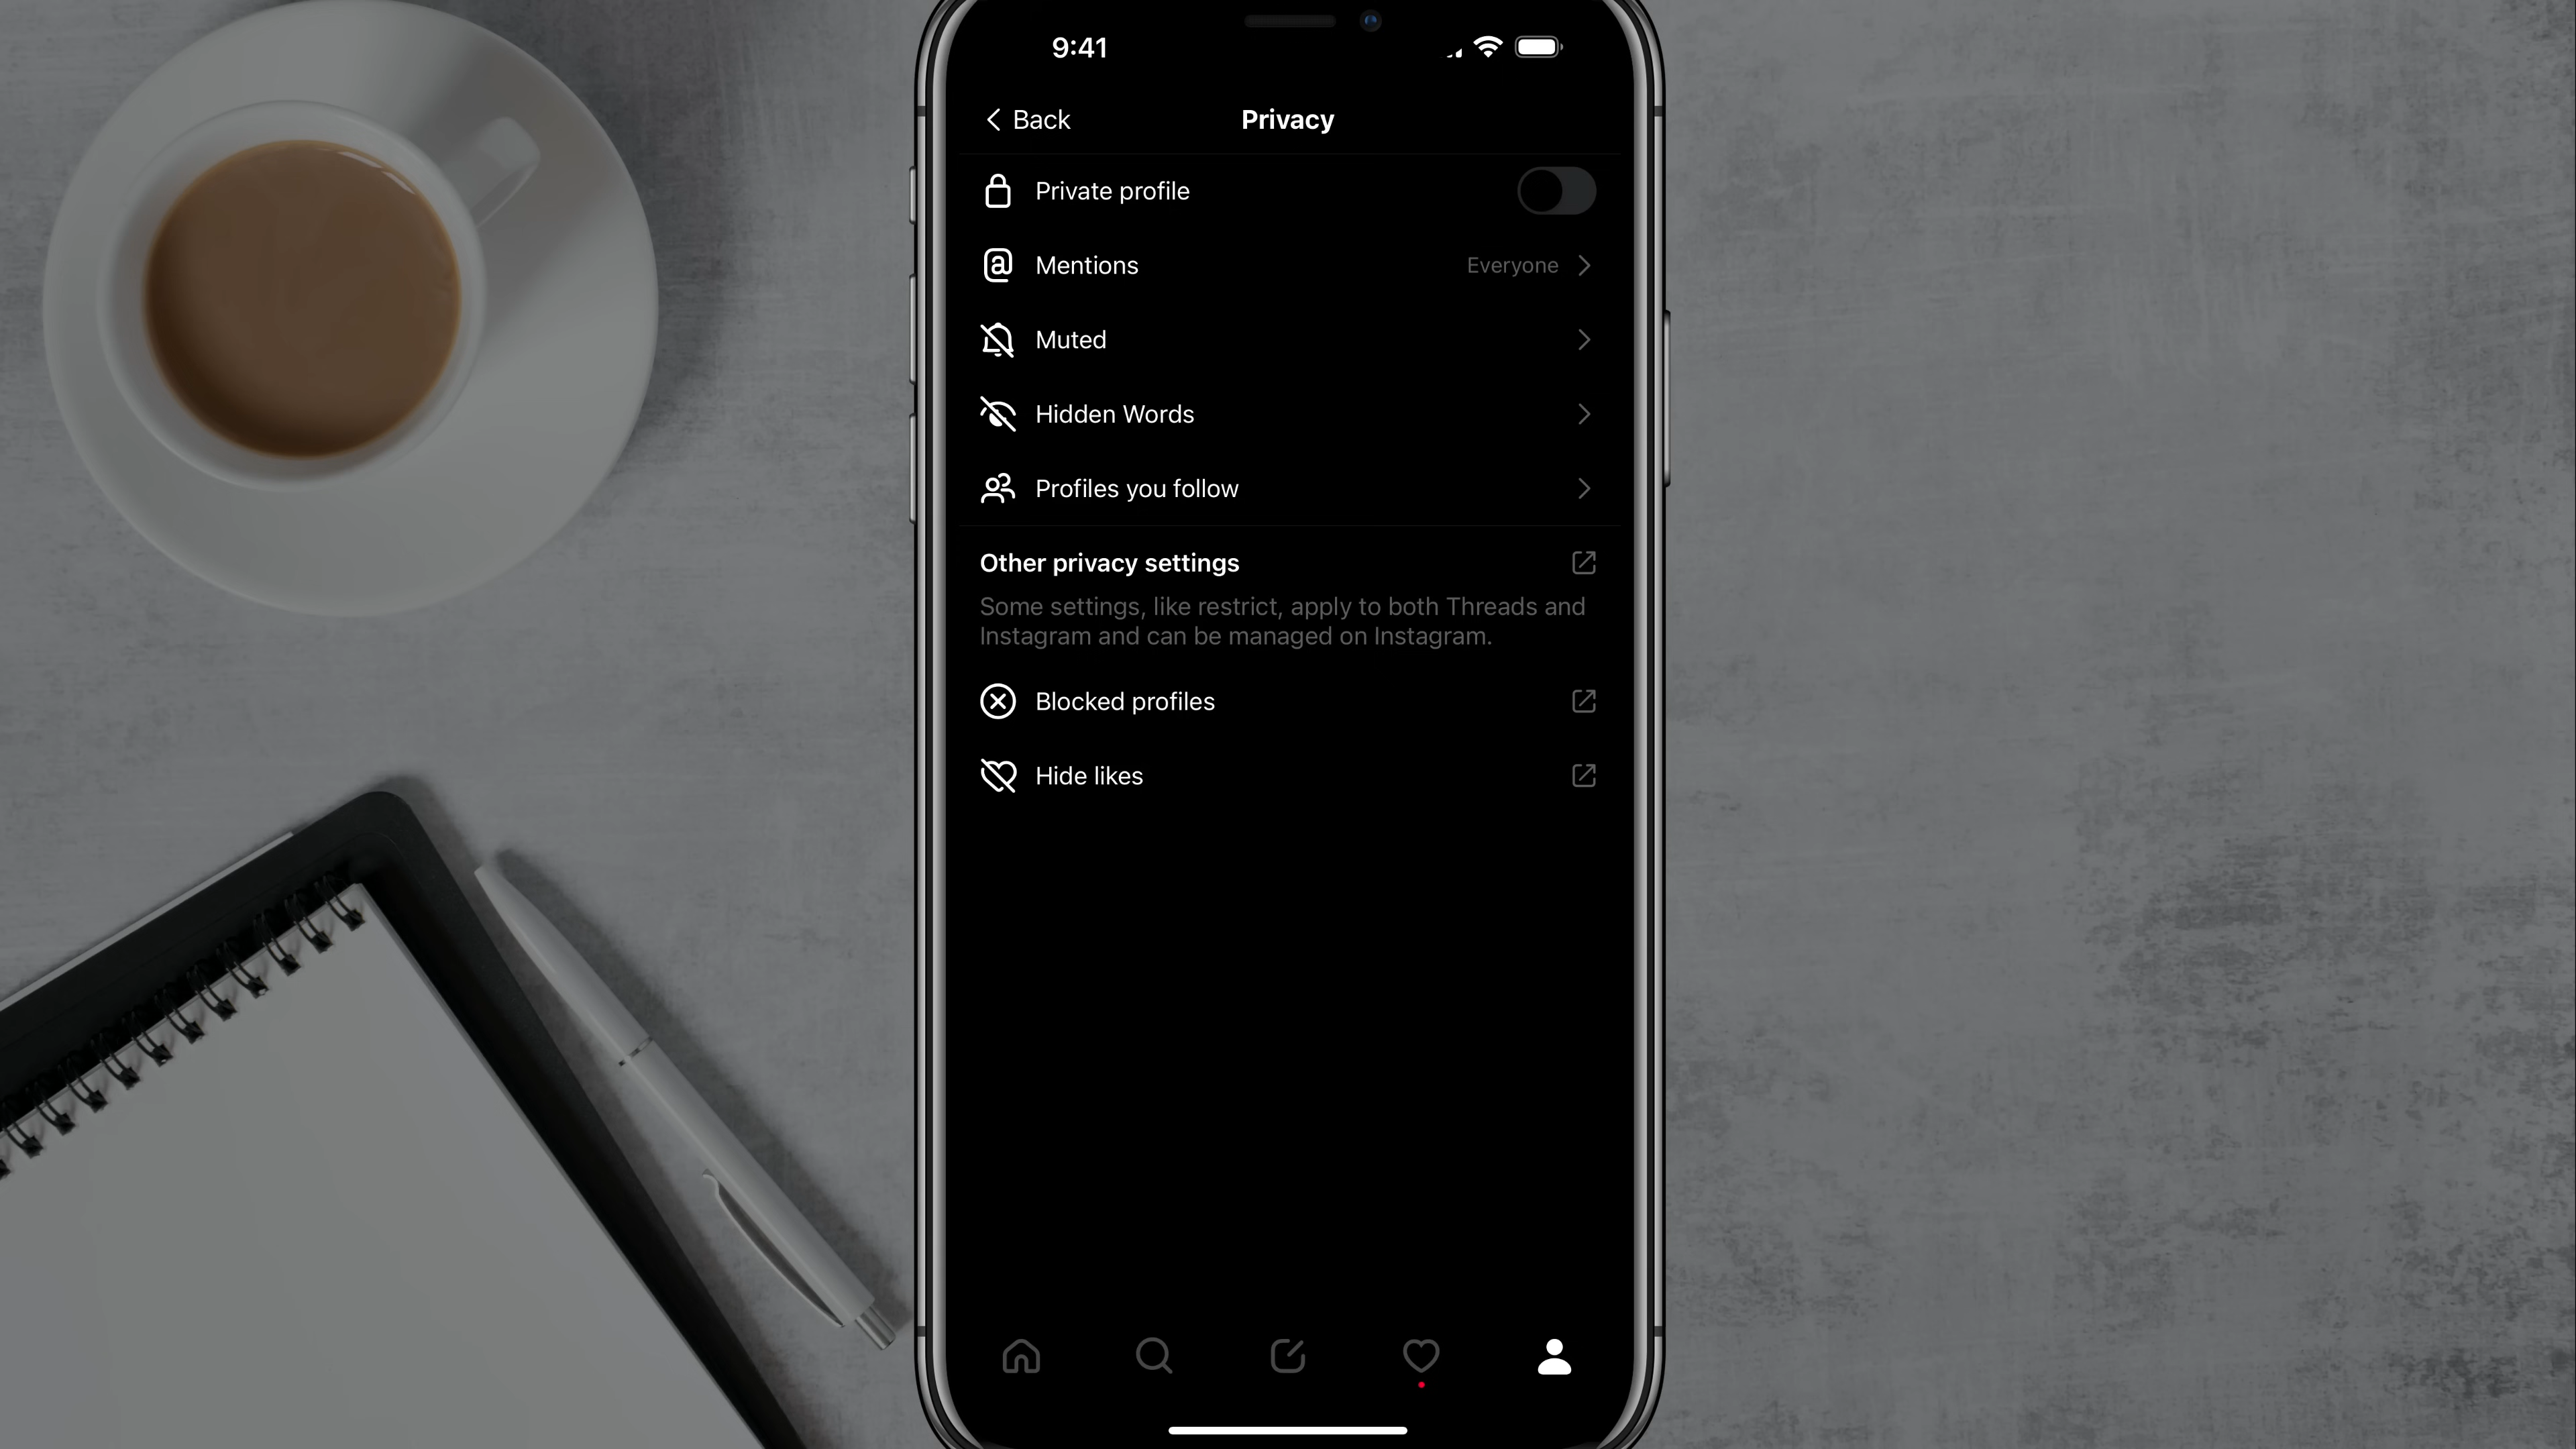 9:41
Back
Privacy
Private profile
Mentions
Everyone
Muted
Hidden Words
Profiles you follow
Other privacy settings
Some settings, like restrict, apply to both Threads and
Instagram and can be managed on Instagram.
Blocked profiles
Hide likes